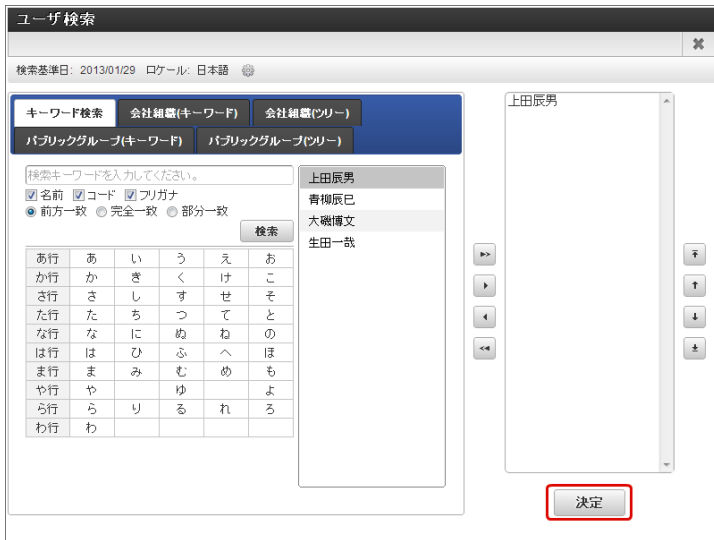 ユーザ検索
検索基準日: 2013/01/29 ロケール: 日本語
キーワード検索 会社組織(キーワード) 会社組織(ツリー)
パブリックグループ(キーワード) パブリックグループ(ツリー)
検索キーワードを入力してください。
名前 コード フリガナ
前方一致 完全一致 部分一致
検索
あ行 あ い う え お
か行 か き く け こ
さ行 さ し す せ そ
た行 た ち つ て と
な行 な に ぬ ね の
は行 は ひ ふ へ ほ
ま行 ま み む め も
や行 や ゆ よ
ら行 ら り る れ ろ
わ行 わ
上田辰男
青柳辰巳
大磯博文
生田一哉
上田辰男
決定